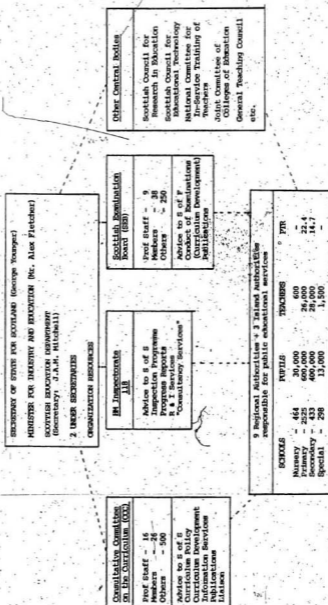 SECRETARY OF STATE FOR SCOTLAND (George Younger)
MINISTER FOR INDUSTRY AND EDUCATION (Mr. Alex Fletcher)
SCOTTISH EDUCATION DEPARTMENT
(Secretary: J.A.M. Mitchell)
2 UNDER SECRETARIES
ORGANIZATION RESOURCES
Consultative Committee
on the Curriculum (CCC)
Prof Staff - 16
Members - 26
Others - 500
Advice to S of S
Curriculum Policy
Curriculum Development
Information Services
Publications
Liaison
HM Inspectorate
118
Advice to S of S
Inspection Programme
Progress Reports
R & I Services
"Consultancy Services"
Scottish Examination
Board (SEB)
Prof Staff - 9
Members - 38
Others - 250
Advice to S of F
Conduct of Examinations
(Curriculum Development)
Publications
Other Central Bodies
Scottish Council for
Research in Education
Scottish Council for
Educational Technology
National Committee for
In-Service Training of
Teachers
Joint Committee of
Colleges of Education
General Teaching Council
etc.
9 Regional Authorities + 3 Island Authorities
responsible for public educational services
SCHOOLS PUPILS TEACHERS PTR
Nursery - 464 30,000 600 -
Primary - 2525 600,000 26,000 22.4
Secondary - 433 400,000 28,000 14.7
Special - 298 13,000 1,500 -